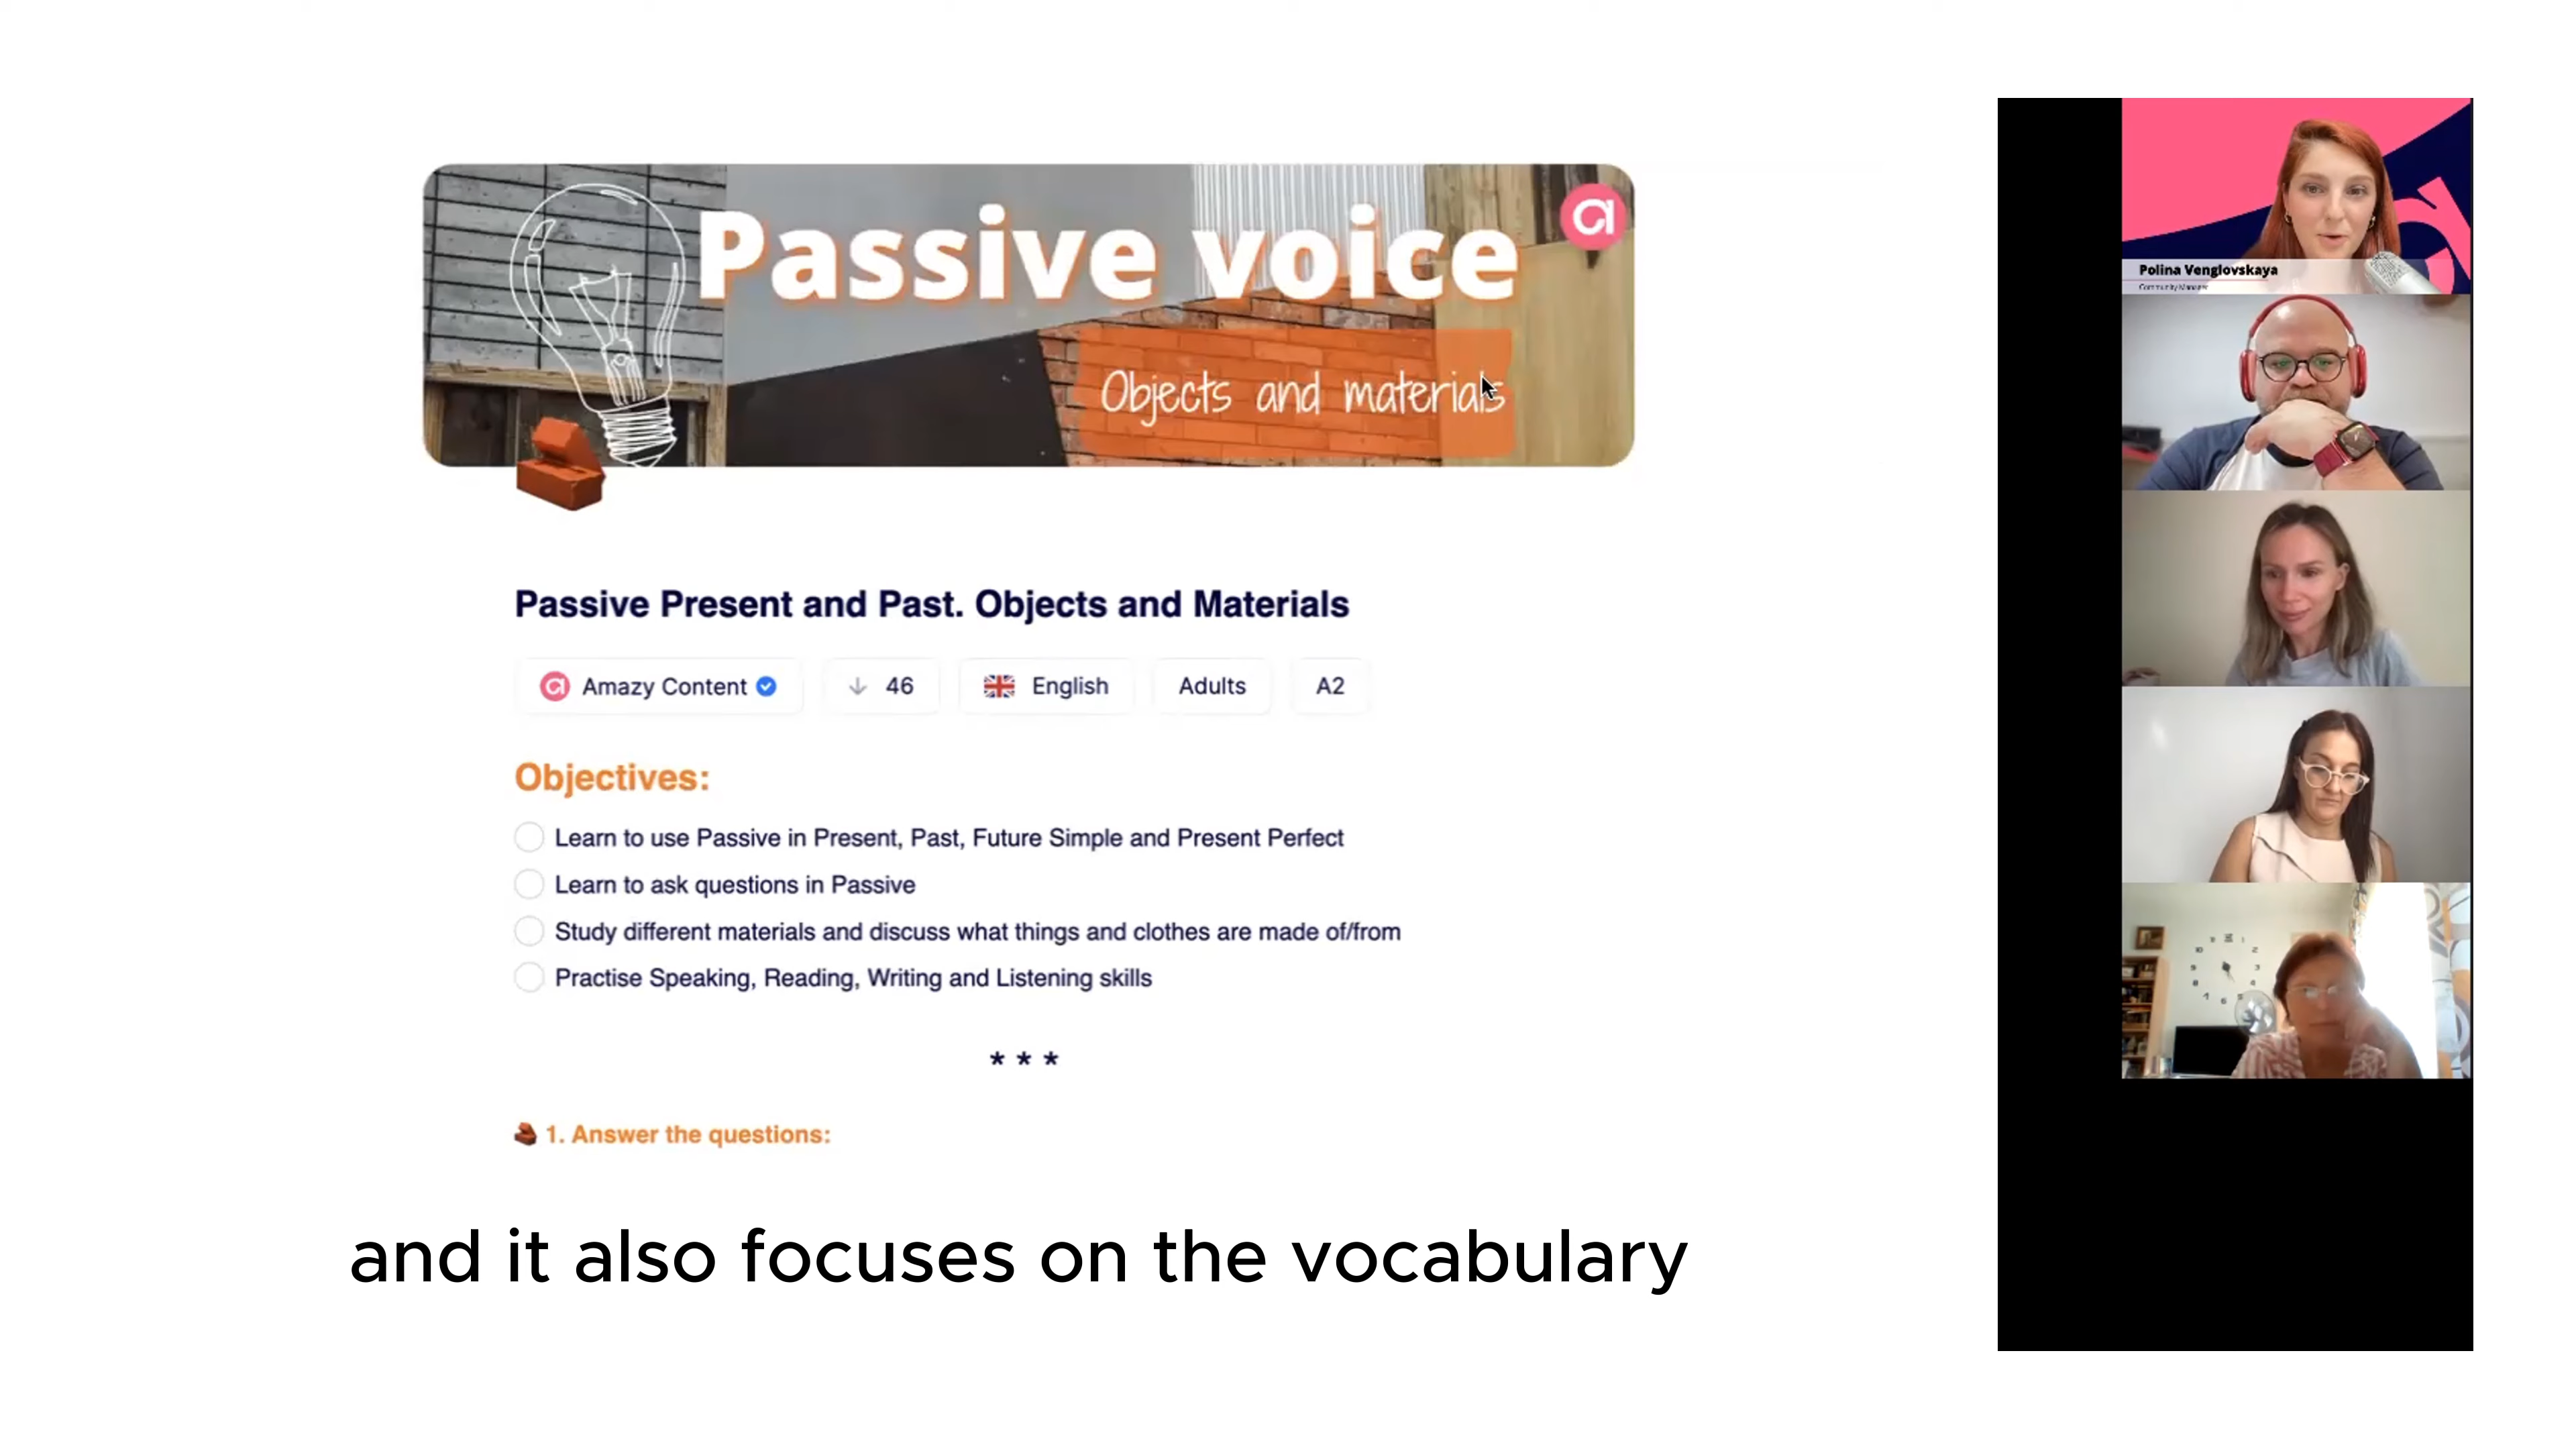 Passive voice
Objects and materials
Passive Present and Past. Objects and Materials
Amazy Content 46 English Adults A2
Objectives:
Learn to use Passive in Present, Past, Future Simple and Present Perfect
Learn to ask questions in Passive
Study different materials and discuss what things and clothes are made of/from
Practise Speaking, Reading, Writing and Listening skills
* * *
1. Answer the questions:
and it also focuses on the vocabulary
Polina Venglovskaya
Community Manager